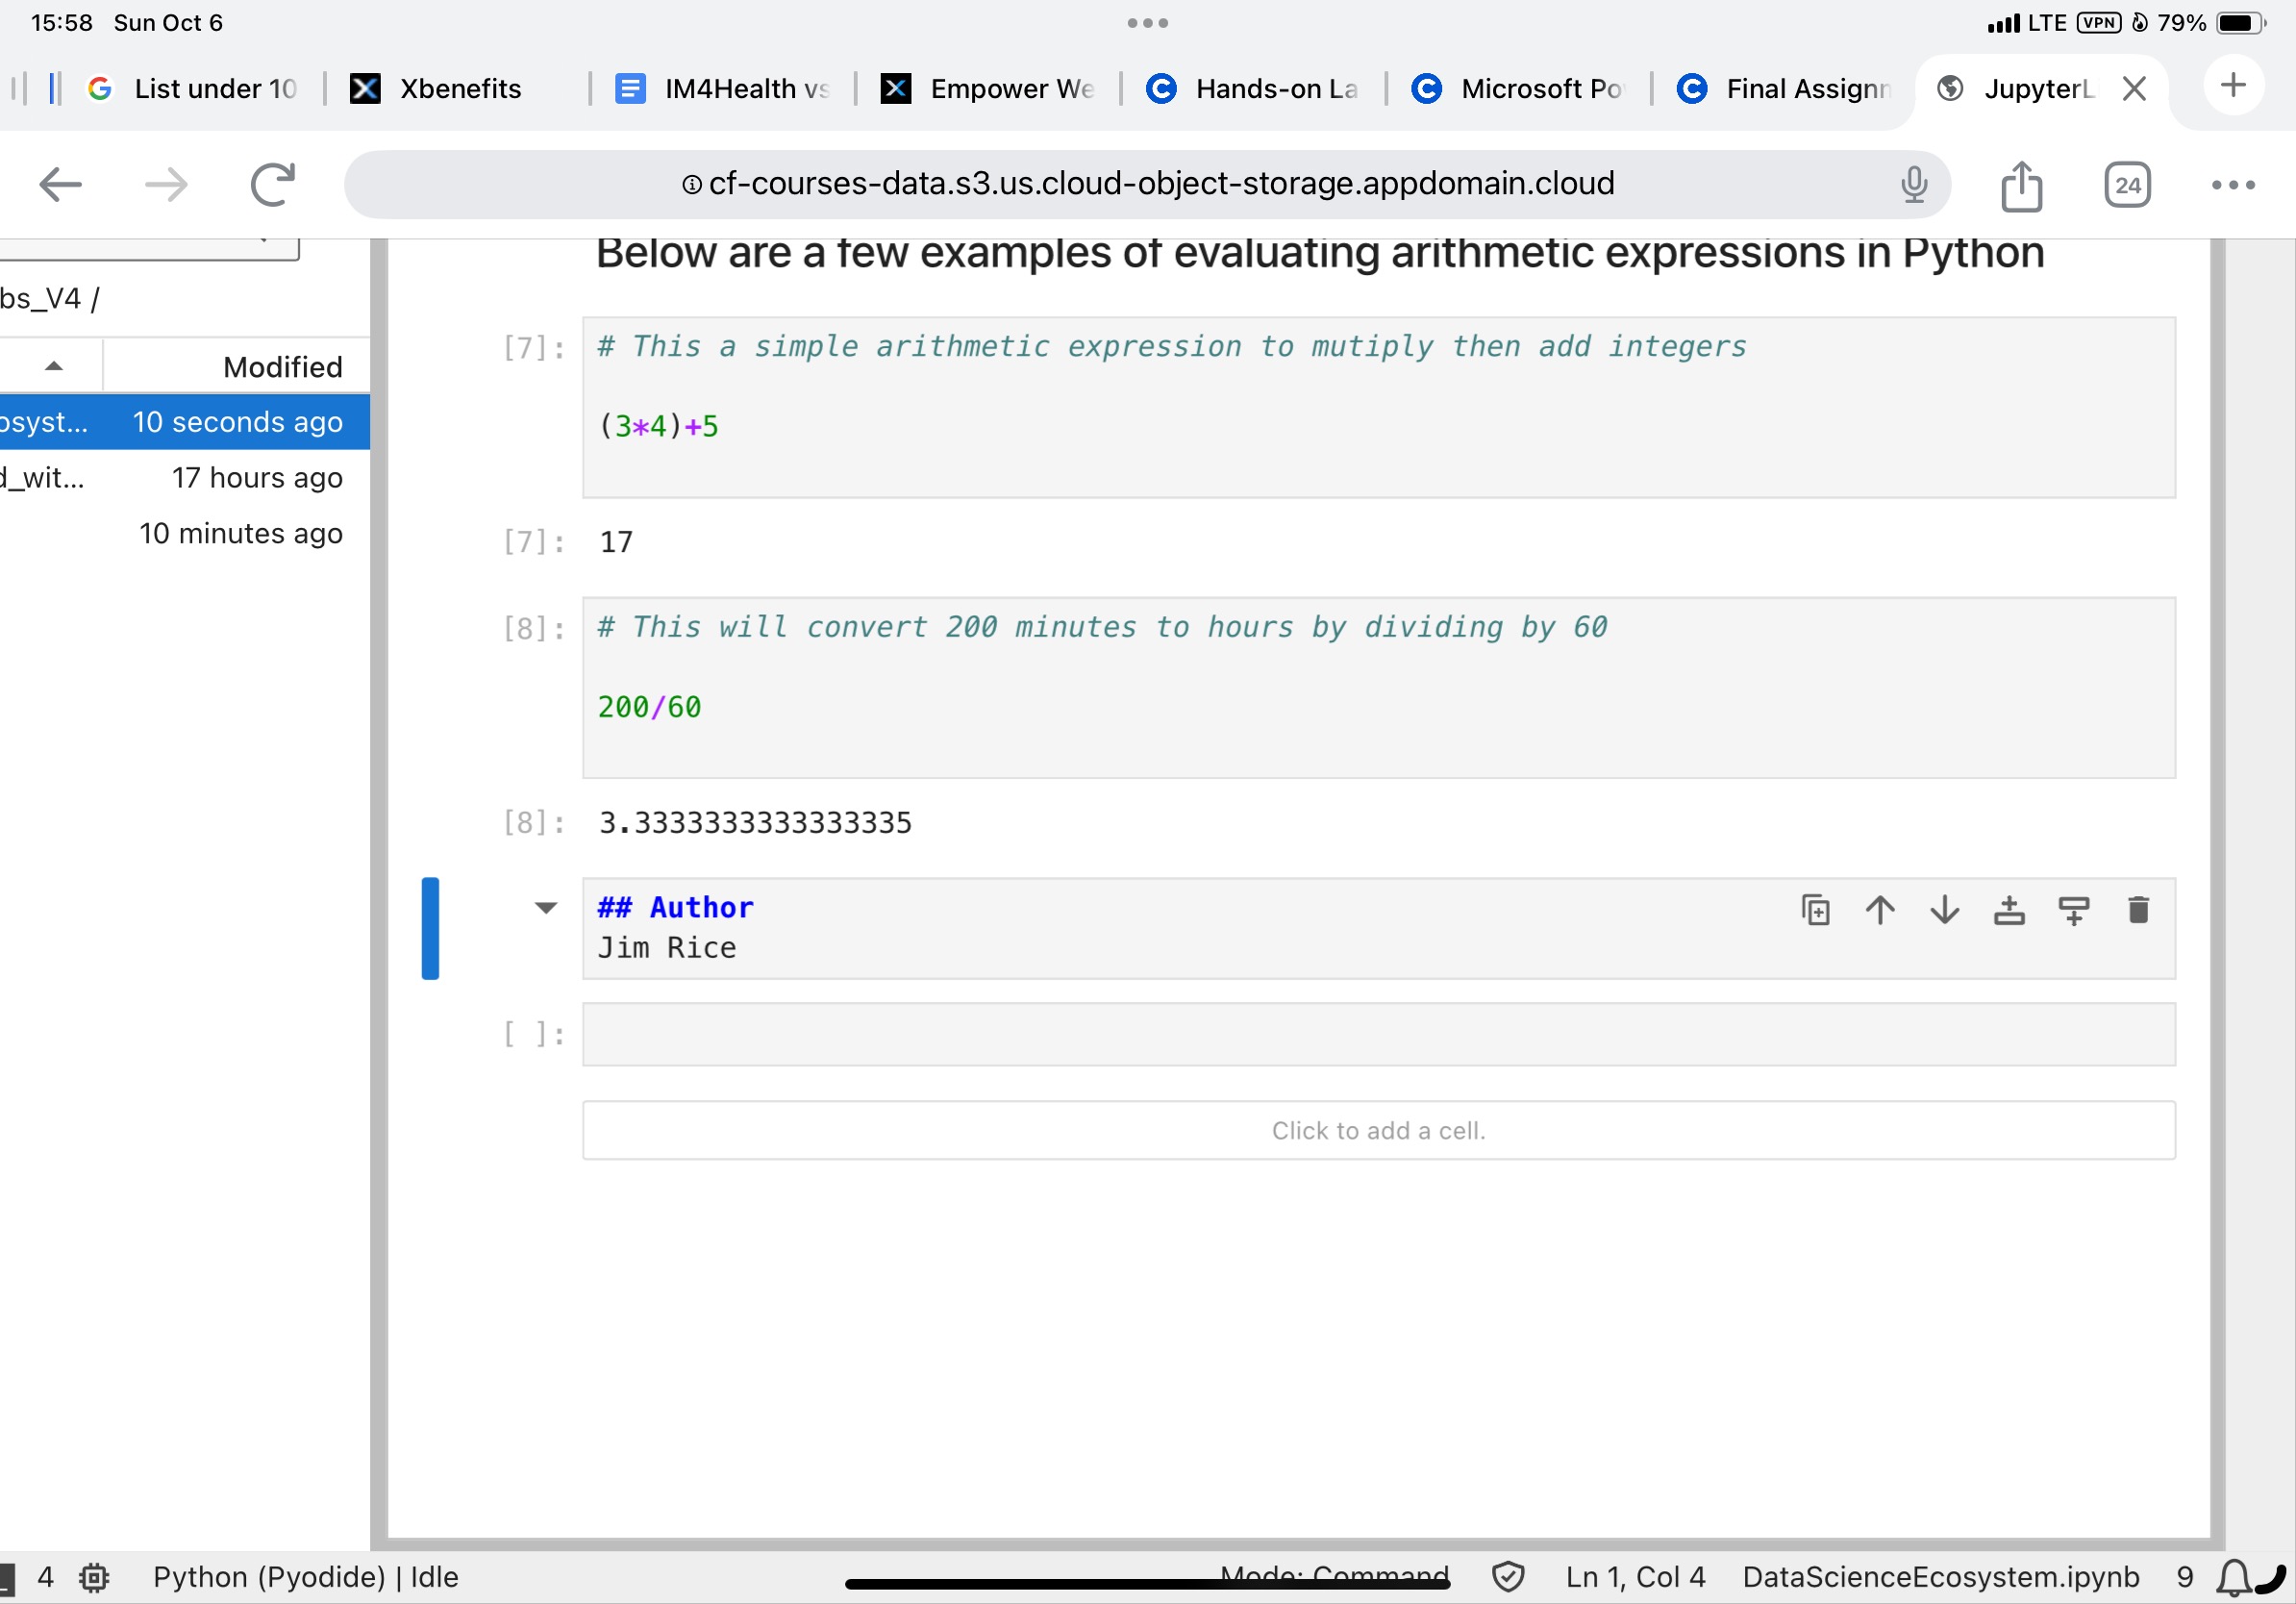 15:58 Sun Oct 6
LTE VPN 79%
List under 10
Xbenefits
IM4Health vs
Empower We
Hands-on La
Microsoft Po
Final Assignm
JupyterL
cf-courses-data.s3.us.cloud-object-storage.appdomain.cloud
24
Below are a few examples of evaluating arithmetic expressions in Python
bs_V4 /
Modified
osyst... 10 seconds ago
d_wit... 17 hours ago
10 minutes ago
[7]: # This a simple arithmetic expression to mutiply then add integers
(3*4)+5
[7]: 17
[8]: # This will convert 200 minutes to hours by dividing by 60
200/60
[8]: 3.3333333333333335
## Author
Jim Rice
[ ]:
Click to add a cell.
4 Python (Pyodide) | Idle Mode: Command Ln 1, Col 4 DataScienceEcosystem.ipynb 9